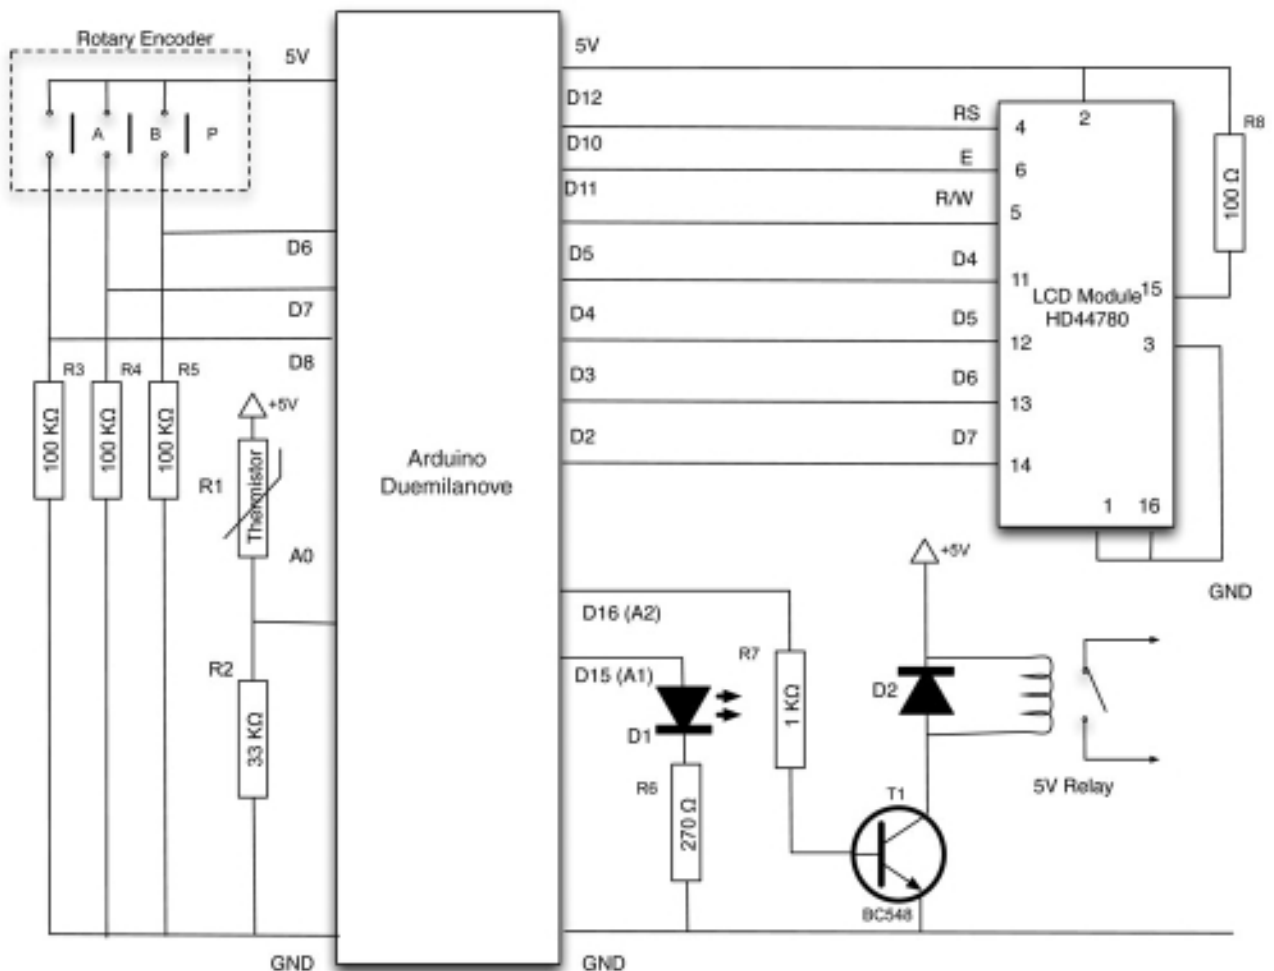 Rotary Encoder
5V
A
B
P
D6
D7
D8
R3
R4
R5
100 KΩ
100 KΩ
100 KΩ
+5V
R1
Thermistor
A0
R2
33 KΩ
GND
Arduino
Duemilanove
5V
D12
D10
D11
D5
D4
D3
D2
RS
E
R/W
D4
D5
D6
D7
4
6
5
11
12
13
14
2
LCD Module
HD44780
15
3
1
16
R8
100 Ω
GND
D16 (A2)
D15 (A1)
D1
R6
270 Ω
R7
1 KΩ
+5V
D2
T1
BC548
5V Relay
GND